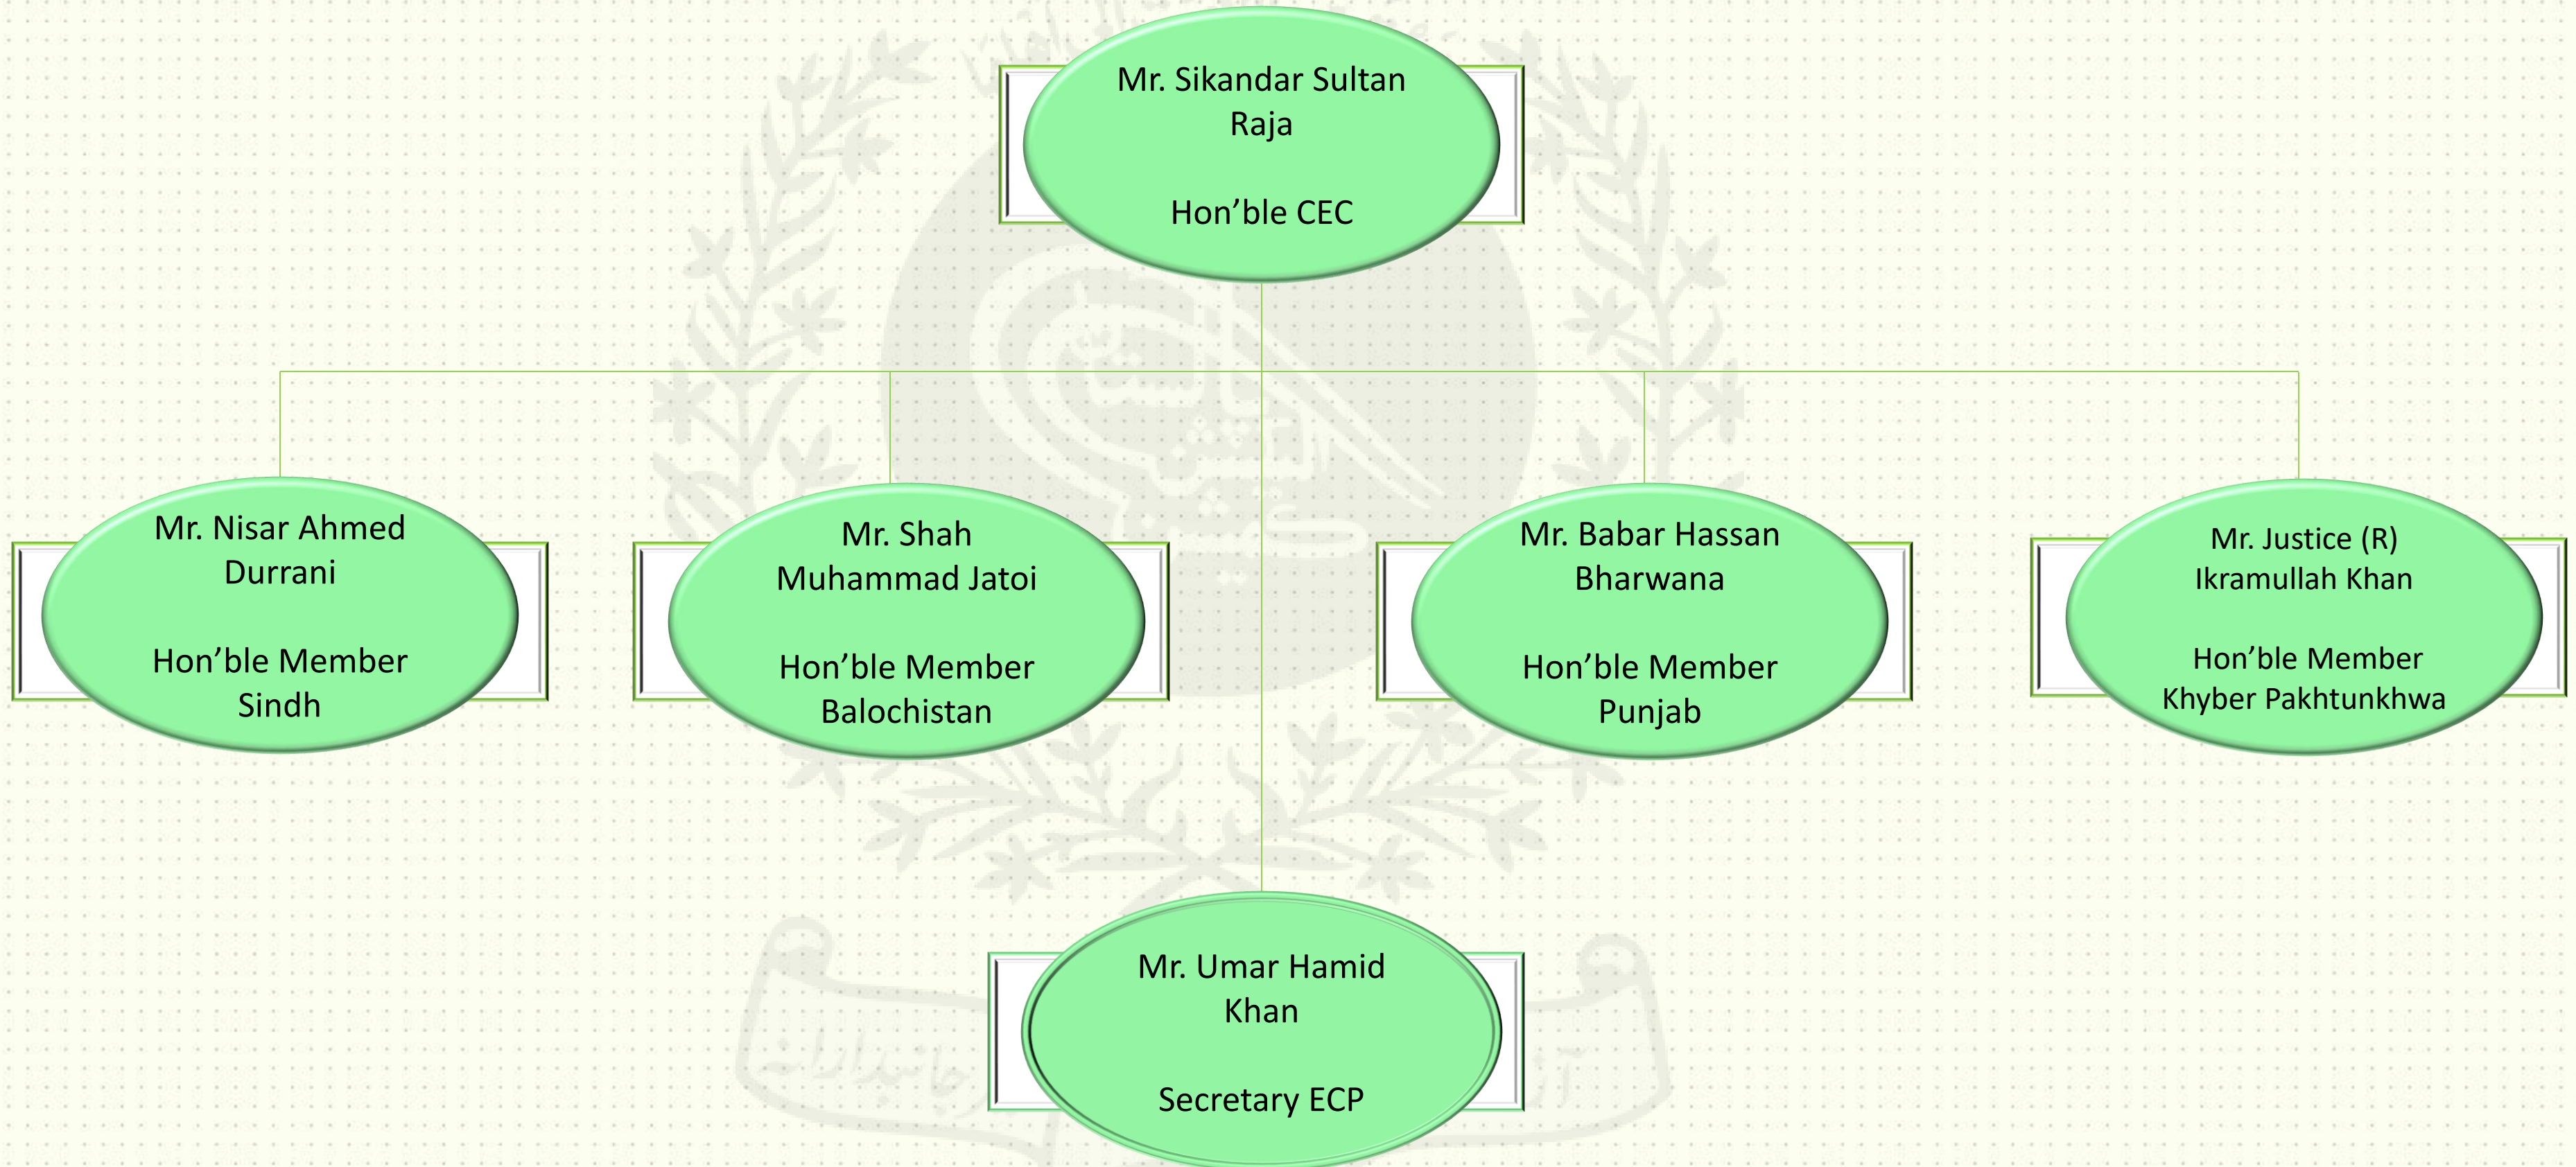 Mr. Sikandar Sultan
Raja
Hon’ble CEC
Mr. Nisar Ahmed
Durrani
Hon’ble Member
Sindh
Mr. Shah
Muhammad Jatoi
Hon’ble Member
Balochistan
Mr. Babar Hassan
Bharwana
Hon’ble Member
Punjab
Mr. Justice (R)
Ikramullah Khan
Hon’ble Member
Khyber Pakhtunkhwa
Mr. Umar Hamid
Khan
Secretary ECP